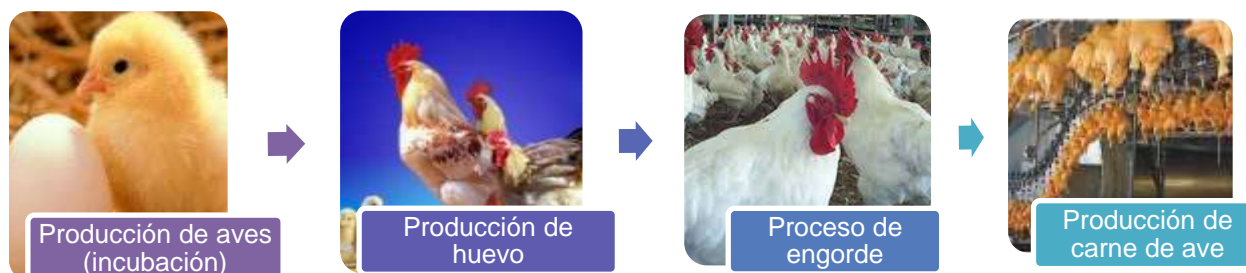 Producción de aves
(incubación)
Producción de
huevo
Proceso de
engorde
Producción de
carne de ave